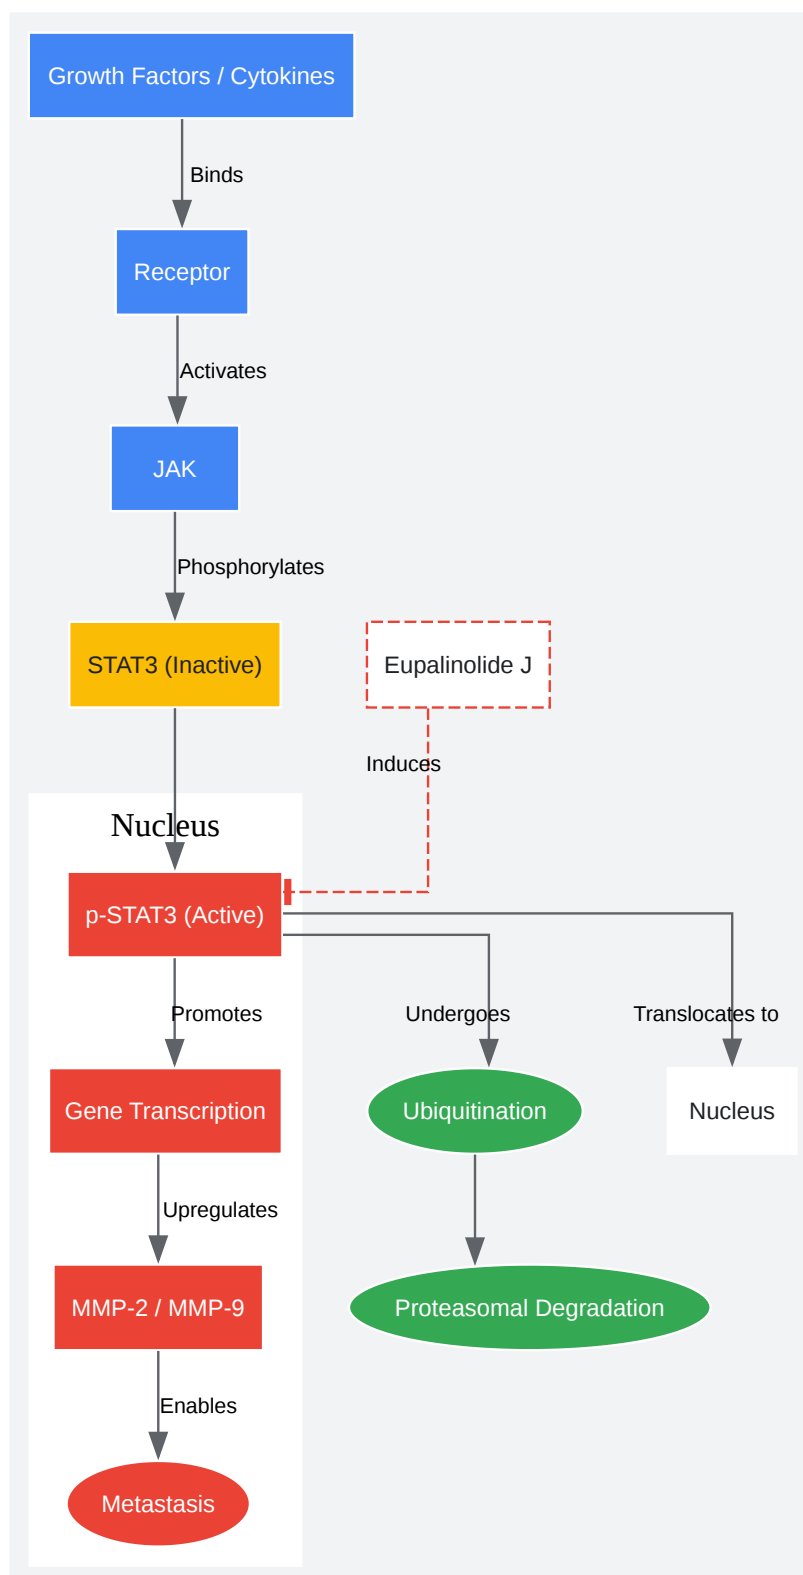 Growth Factors / Cytokines
Binds
Receptor
Activates
JAK
Phosphorylates
STAT3 (Inactive)
Eupalinolide J
Induces
Nucleus
p-STAT3 (Active)
Promotes
Undergoes
Translocates to
Gene Transcription
Ubiquitination
Nucleus
Upregulates
MMP-2 / MMP-9
Proteasomal Degradation
Enables
Metastasis